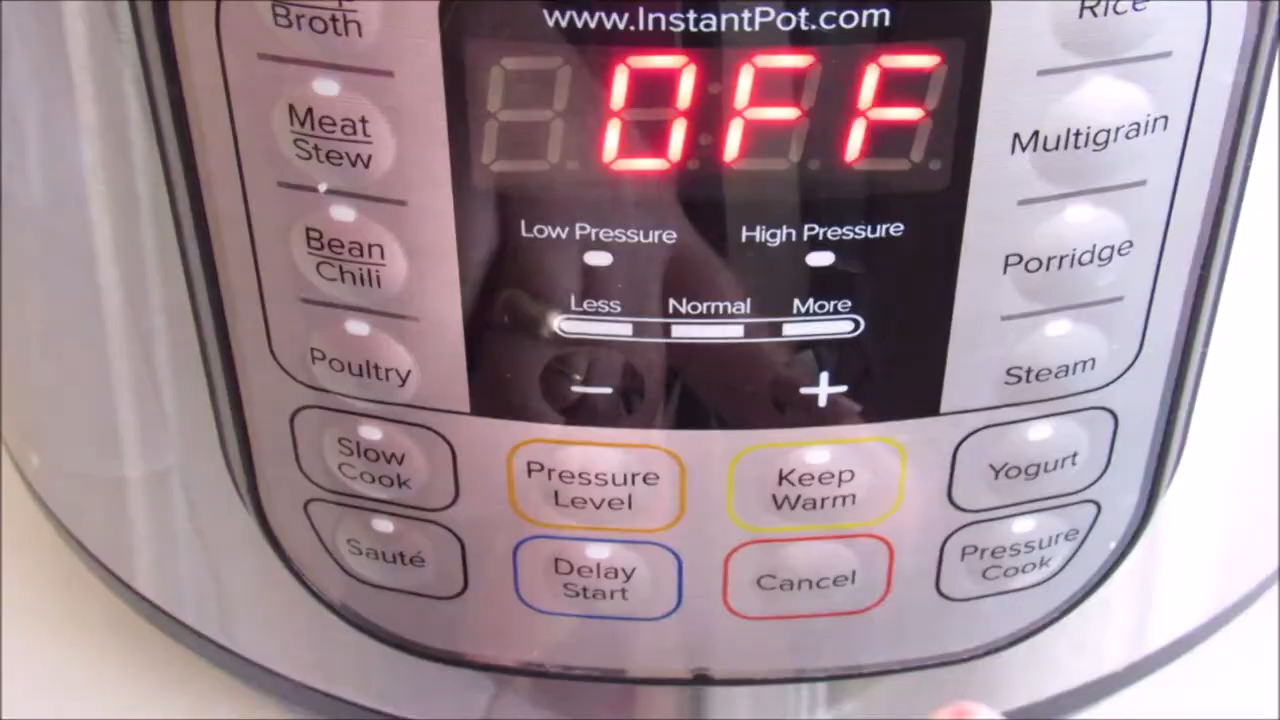 www.InstantPot.com
OFF
Broth
Meat
Stew
Bean
Chili
Poultry
Low Pressure
High Pressure
Less
Normal
More
−
+
Rice
Multigrain
Porridge
Steam
Slow
Cook
Sauté
Pressure
Level
Keep
Warm
Delay
Start
Cancel
Yogurt
Pressure
Cook